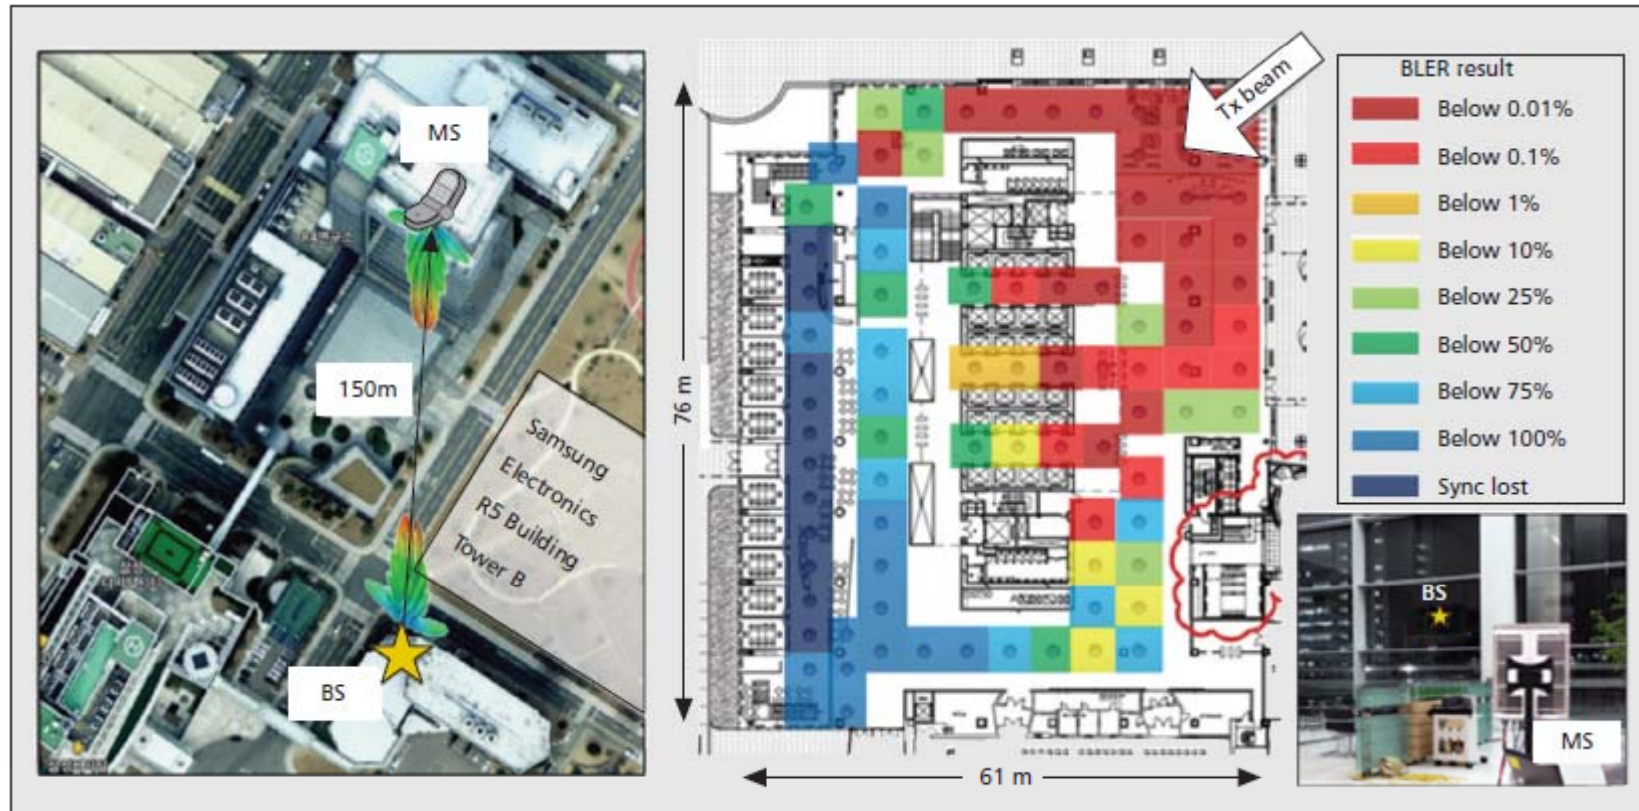 MS
150m
Samsung
Electronics
R5 Building
Tower B
BS
76 m
Tx beam
61 m
BLER result
Below 0.01%
Below 0.1%
Below 1%
Below 10%
Below 25%
Below 50%
Below 75%
Below 100%
Sync lost
BS
MS